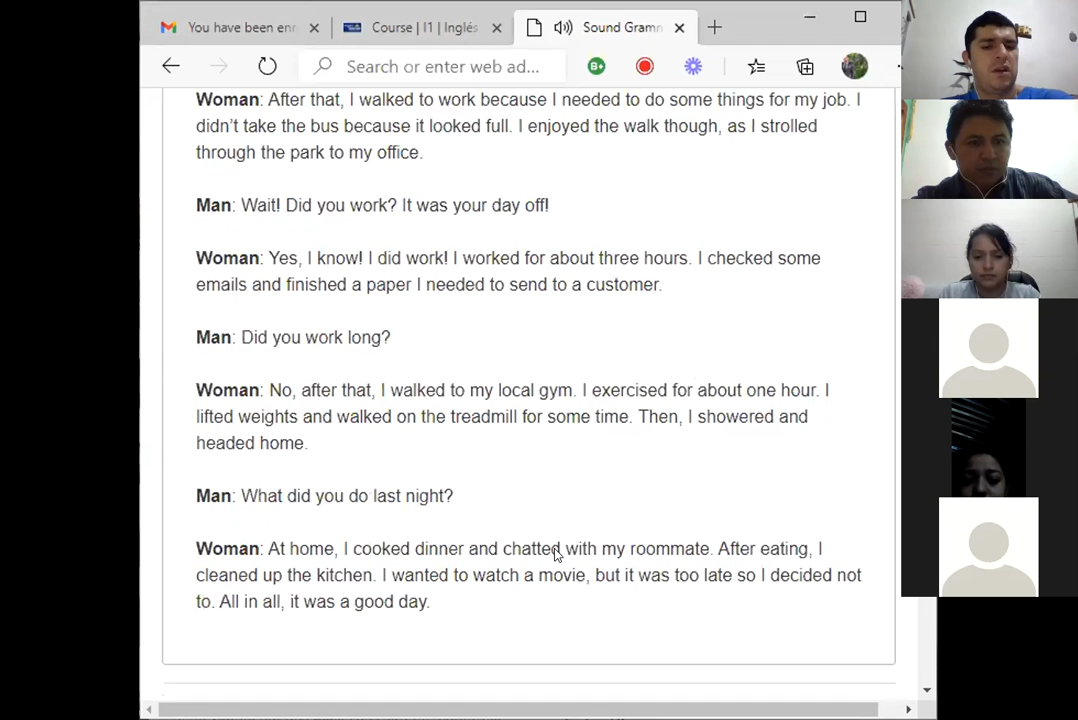 You have been enr
Course | I1 | Inglés
Sound Gramm
Search or enter web ad...
Woman: After that, I walked to work because I needed to do some things for my job. I
didn't take the bus because it looked full. I enjoyed the walk though, as I strolled
through the park to my office.
Man: Wait! Did you work? It was your day off!
Woman: Yes, I know! I did work! I worked for about three hours. I checked some
emails and finished a paper I needed to send to a customer.
Man: Did you work long?
Woman: No, after that, I walked to my local gym. I exercised for about one hour. I
lifted weights and walked on the treadmill for some time. Then, I showered and
headed home.
Man: What did you do last night?
Woman: At home, I cooked dinner and chatted with my roommate. After eating, I
cleaned up the kitchen. I wanted to watch a movie, but it was too late so I decided not
to. All in all, it was a good day.